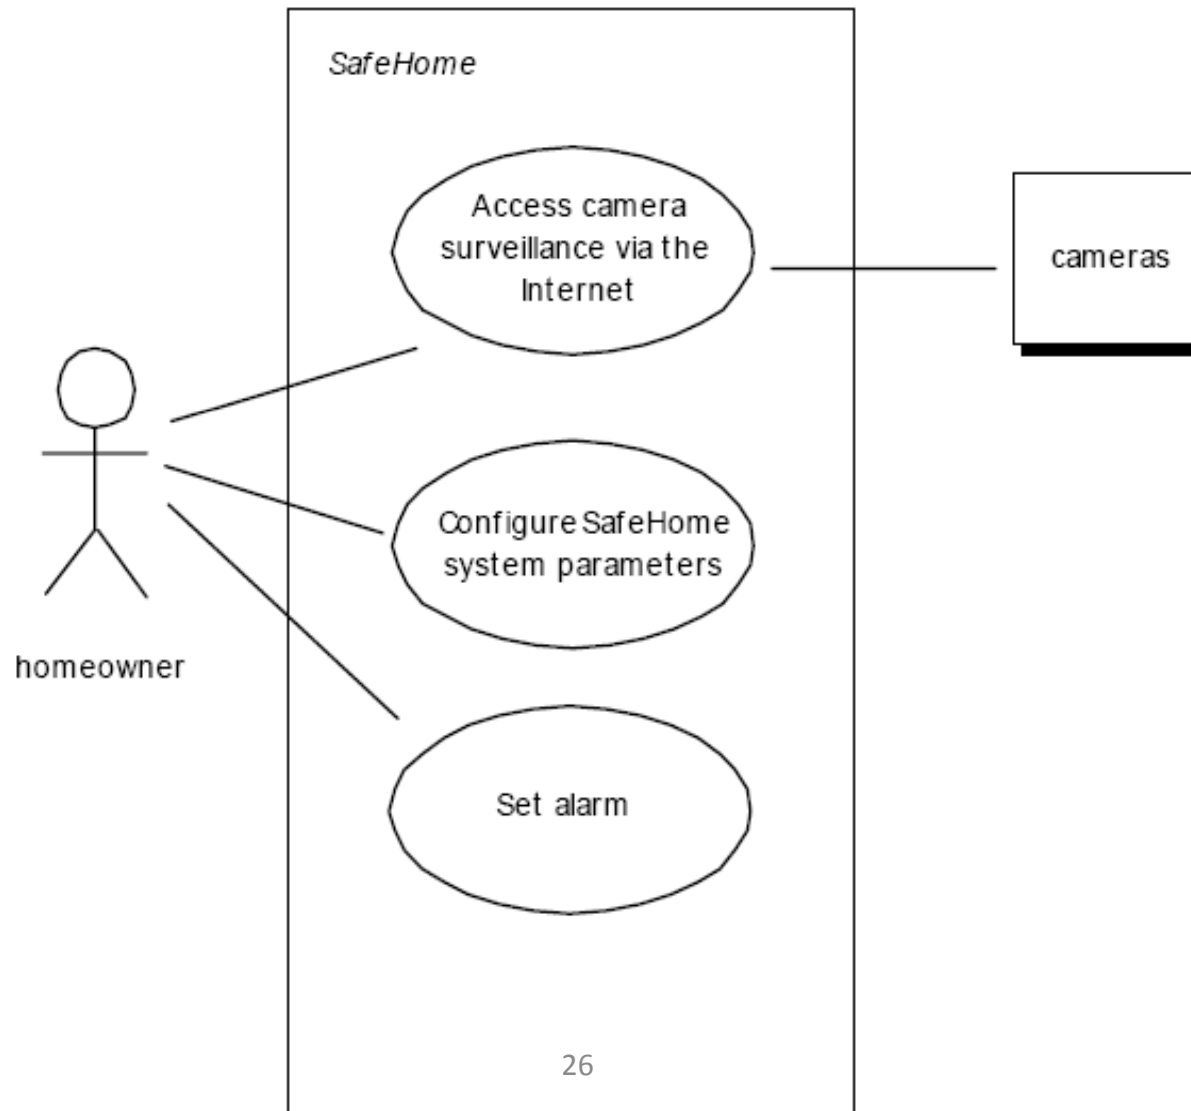 SafeHome
Access camera
surveillance via the
Internet
cameras
Configure SafeHome
system parameters
homeowner
Set alarm
26